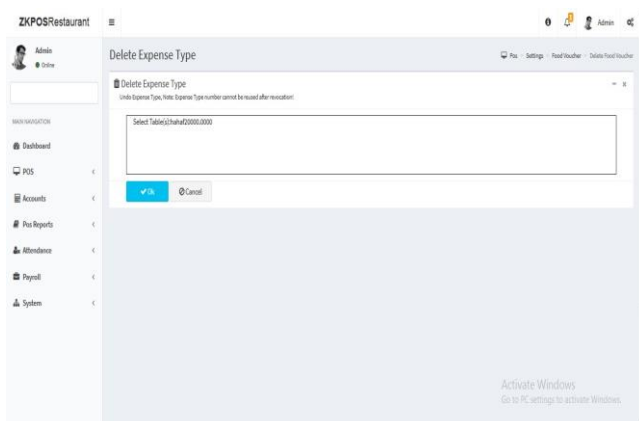 ZKPOSRestaurant
Admin
Admin
Online
Delete Expense Type
Pos - Settings - Food Voucher - Delete Food Voucher
Delete Expense Type
Undo Expense Type, Note: Expense Type number cannot be reused after revocation!
MAIN NAVIGATION
Select Table(s):hahaf20000.0000
Dashboard
POS
Ok
Cancel
Accounts
Pos Reports
Attendance
Payroll
System
Activate Windows
Go to PC settings to activate Windows.